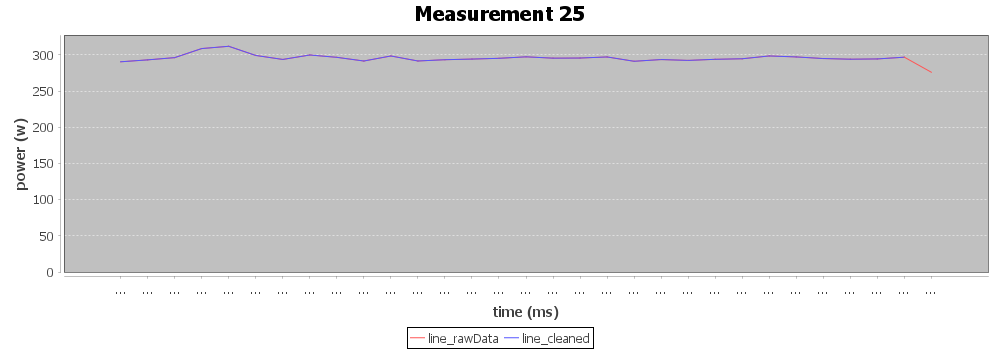 Measurement 25
300
250
200
150
100
50
0
power (w)
... ... ... ... ... ... ... ... ... ... ... ... ... ... ... ... ... ... ... ... ... ... ... ... ... ... ... ... ... ... ...
time (ms)
line_rawData line_cleaned